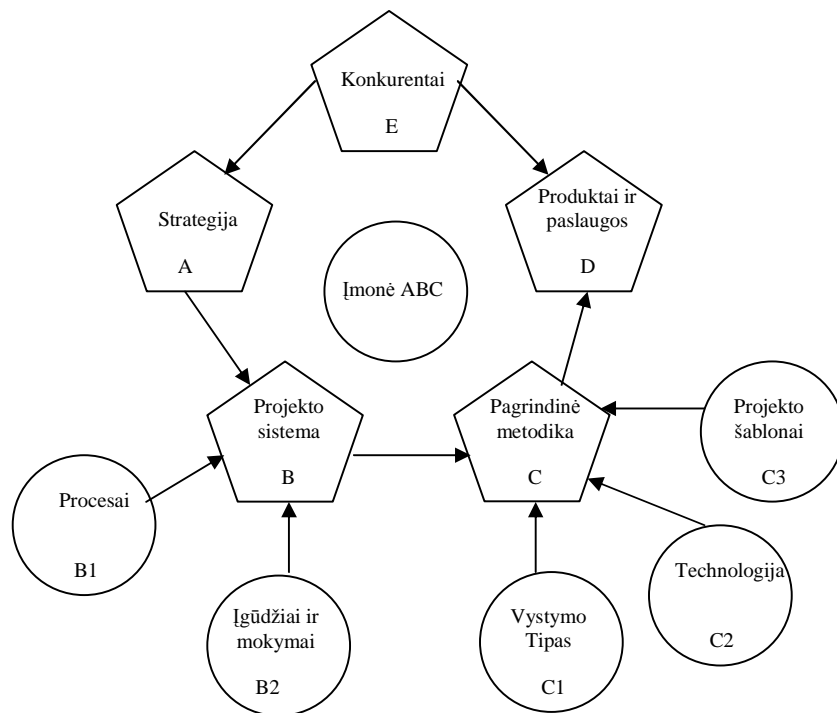 Konkurentai
E
Strategija
A
Produktai ir
paslaugos
D
Įmonė ABC
Projekto
sistema
B
Pagrindinė
metodika
C
Projekto
šablonai
C3
Procesai
B1
Technologija
C2
Įgūdžiai ir
mokymai
B2
Vystymo
Tipas
C1